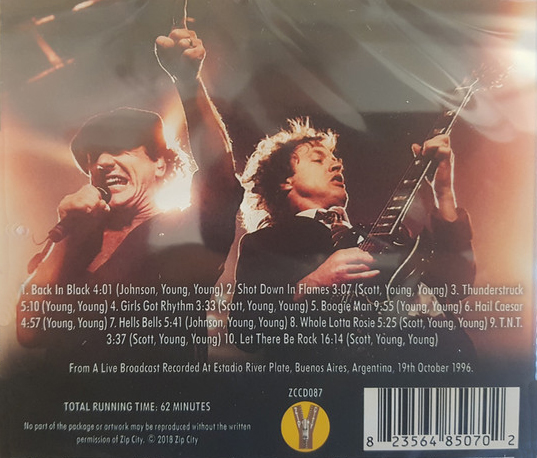 1. Back In Black 4:01 (Johnson, Young, Young) 2. Shot Down In Flames 3:07 (Scott, Young, Young) 3. Thunderstruck
5:10 (Young, Young) 4. Girls Got Rhythm 3:33 (Scott, Young, Young) 5. Boogie Man 9:55 (Young, Young) 6. Hail Caesar
4:57 (Young, Young) 7. Hells Bells 5:41 (Johnson, Young, Young) 8. Whole Lotta Rosie 5:25 (Scott, Young, Young) 9. T.N.T.
3:37 (Scott, Young, Young) 10. Let There Be Rock 16:14 (Scott, Young, Young)
From A Live Broadcast Recorded At Estadio River Plate, Buenos Aires, Argentina, 19th October 1996.
ZCCD087
TOTAL RUNNING TIME: 62 MINUTES
No part of the package or artwork may be reproduced without the written
permission of Zip City. © 2018 Zip City
8 23564 85070 2